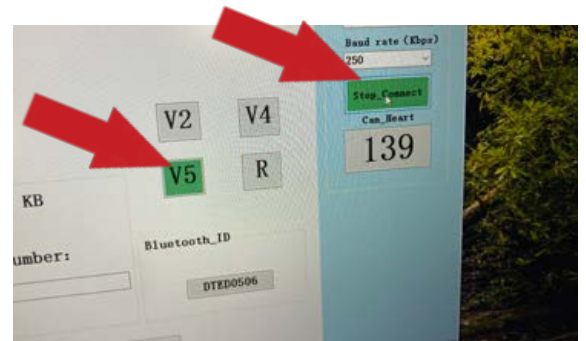 Baud rate (Kbps)
250
Stop_Connect
Can_Heart
139
V2
V4
V5
R
KB
umber:
Bluetooth_ID
DTED0506